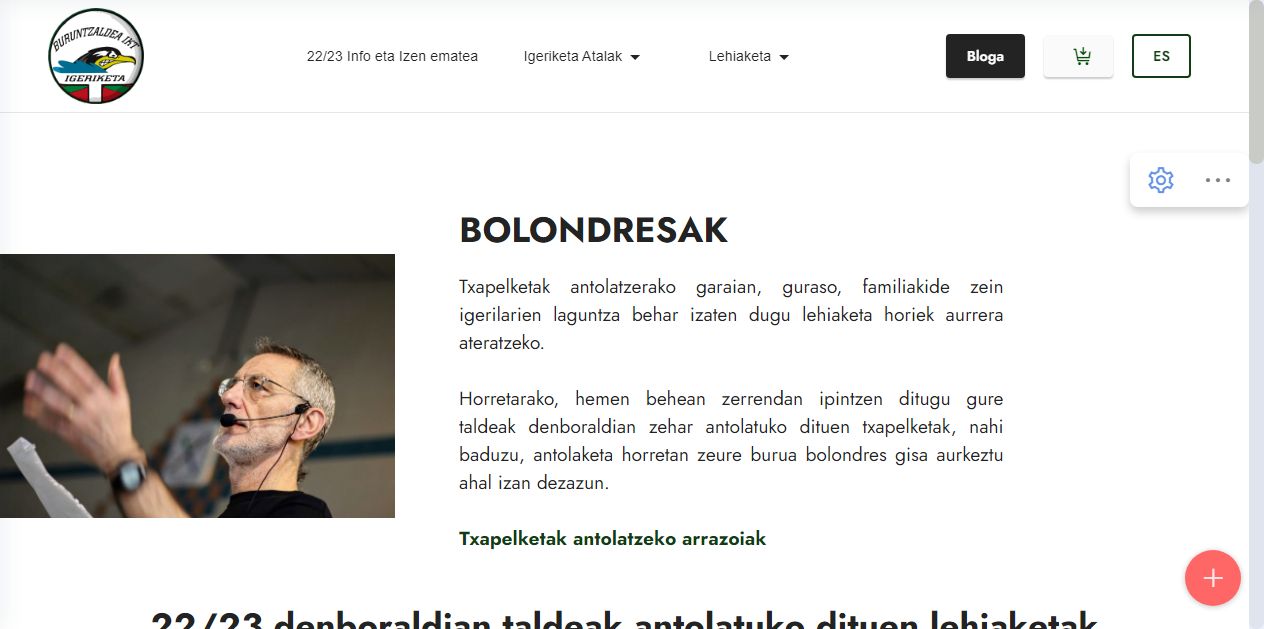 BURUNTZALDEA IKT
IGERIKETA
22/23 Info eta Izen ematea
Igeriketa Atalak
Lehiaketa
Bloga
ES
BOLONDRESAK
Txapelketak antolatzerako garaian, guraso, familiakide zein
igerilarien laguntza behar izaten dugu lehiaketa horiek aurrera
ateratzeko.
Horretarako, hemen behean zerrendan ipintzen ditugu gure
taldeak denboraldian zehar antolatuko dituen txapelketak, nahi
baduzu, antolaketa horretan zeure burua bolondres gisa aurkeztu
ahal izan dezazun.
Txapelketak antolatzeko arrazoiak
22/23 denboraldian taldeak antolatuko dituen lehiaketak